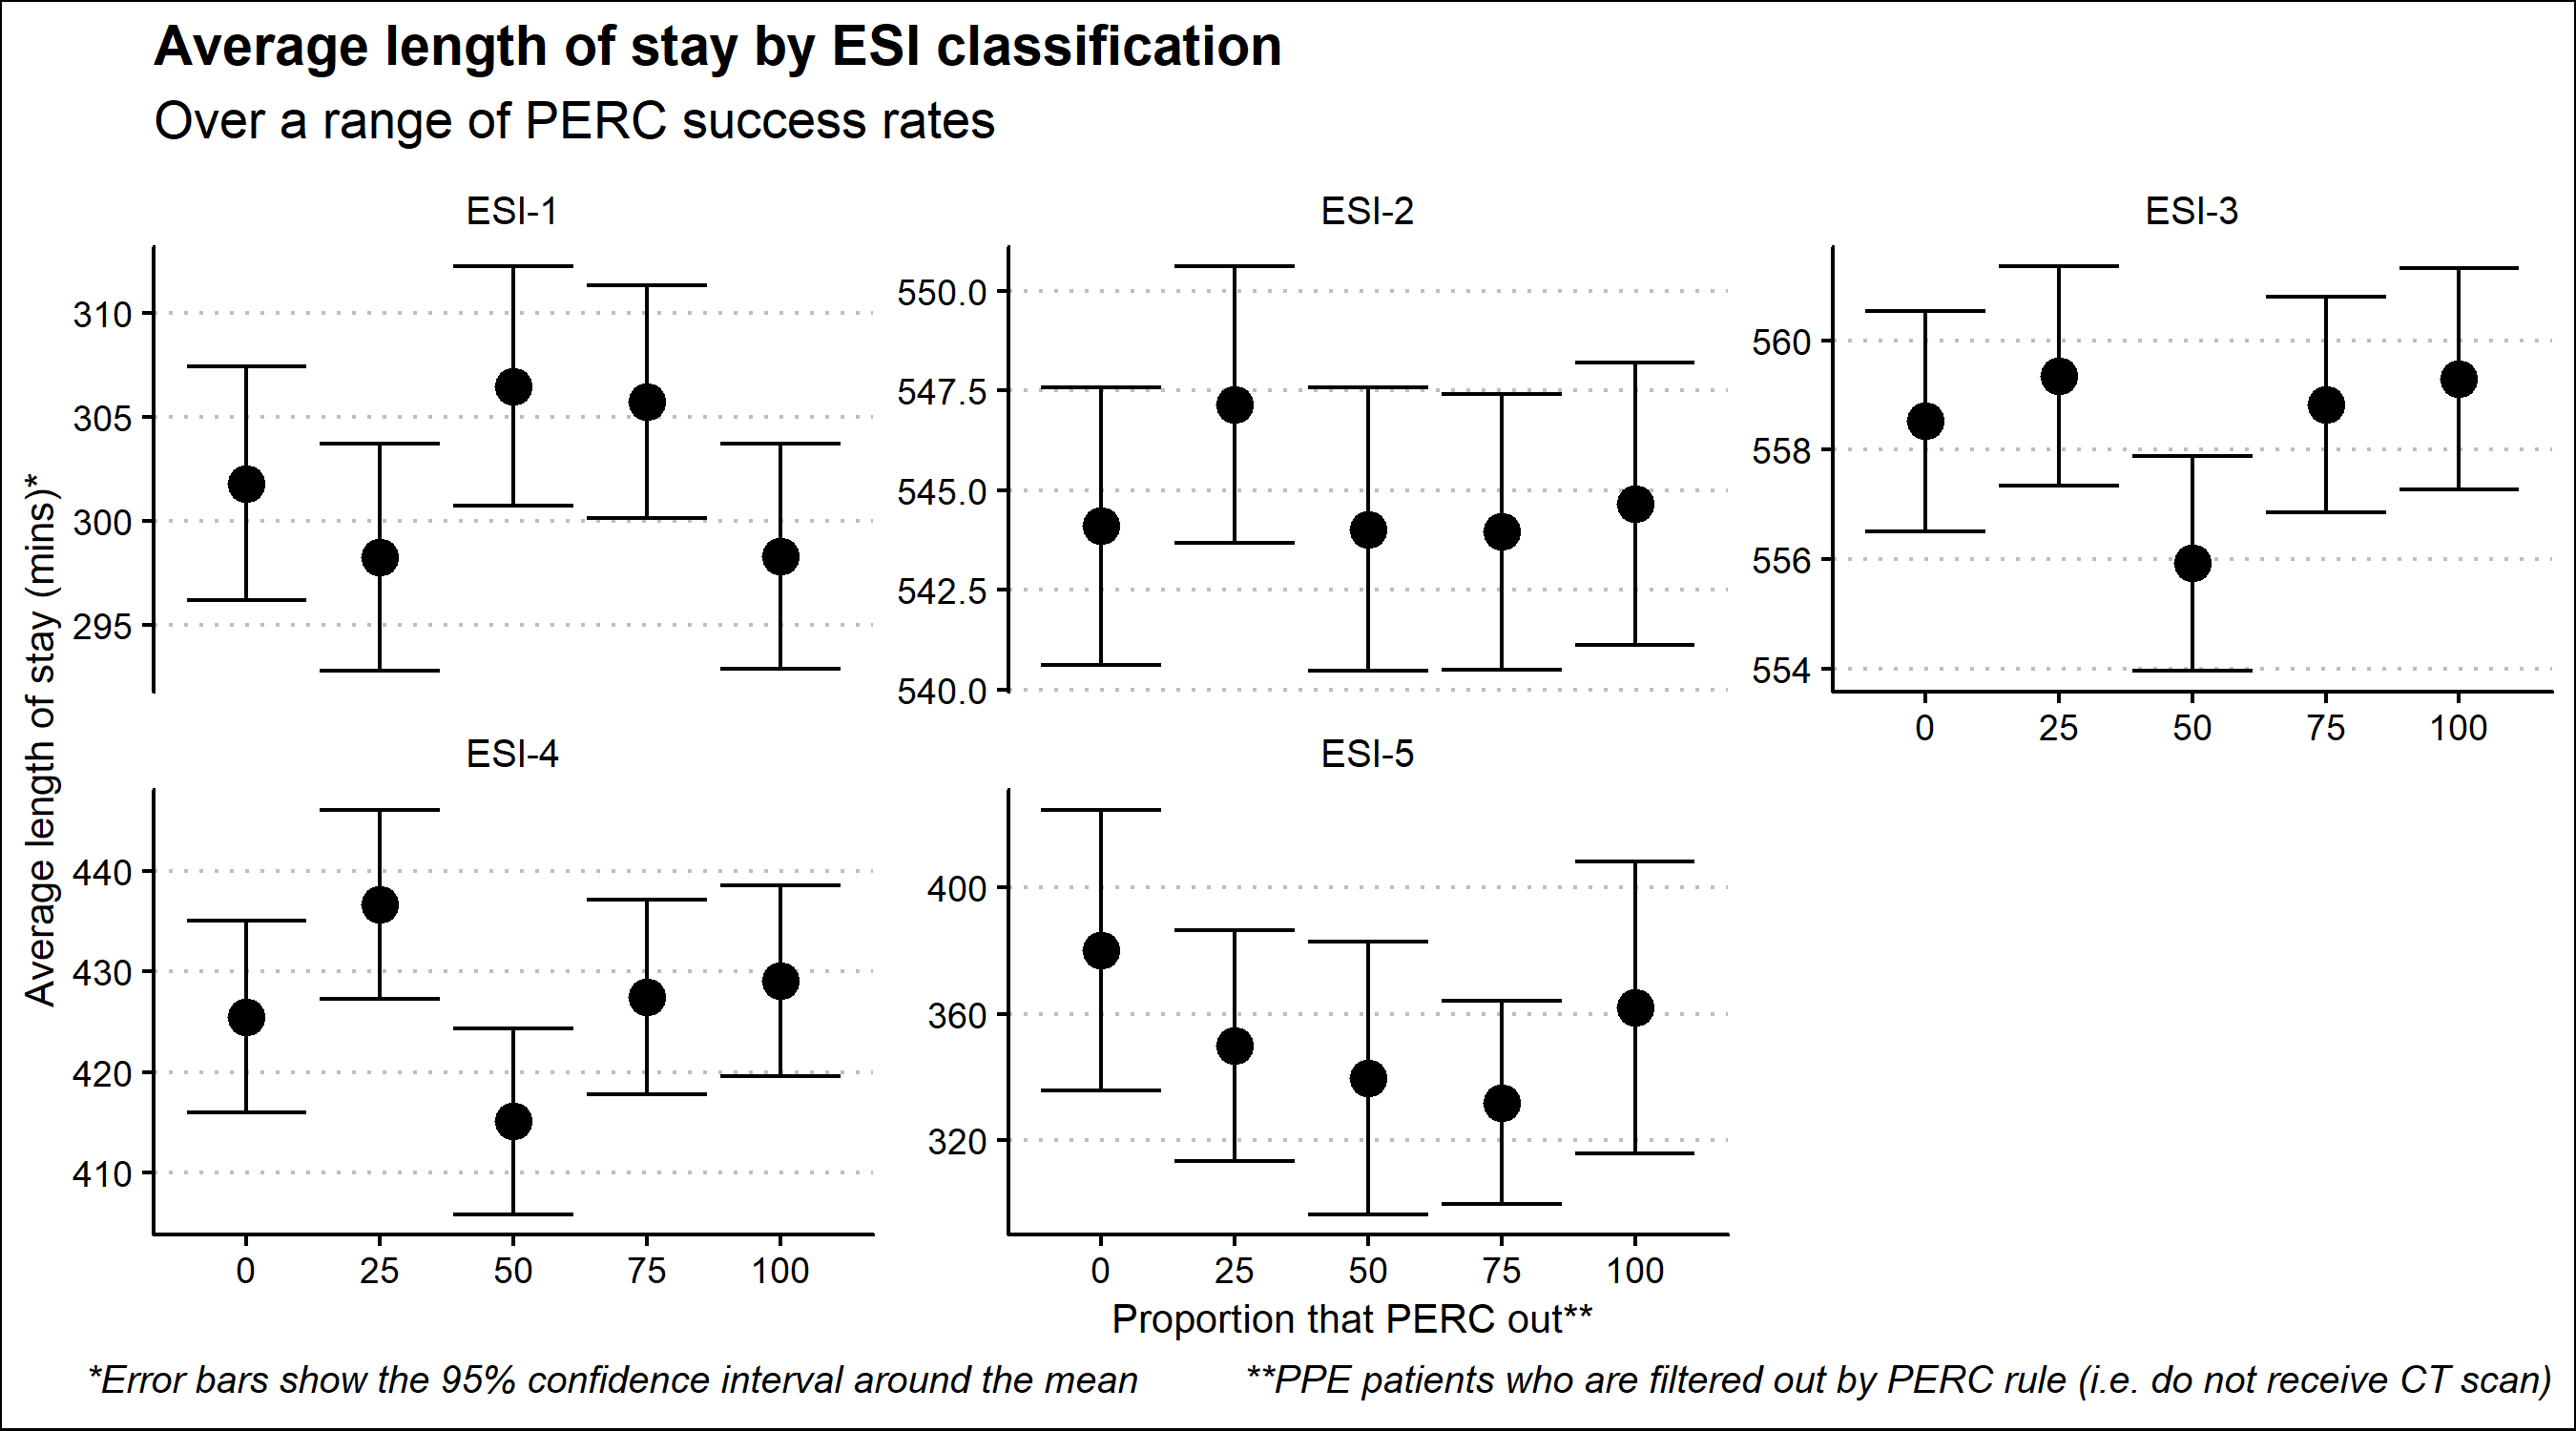 Average length of stay by ESI classification
Over a range of PERC success rates
ESI-1
ESI-2
ESI-3
310
305
300
295
550.0
547.5
545.0
542.5
540.0
560
558
556
554
0 25 50 75 100
Average length of stay (mins)*
ESI-4
ESI-5
440
430
420
410
0 25 50 75 100
400
360
320
0 25 50 75 100
Proportion that PERC out**
*Error bars show the 95% confidence interval around the mean
**PPE patients who are filtered out by PERC rule (i.e. do not receive CT scan)